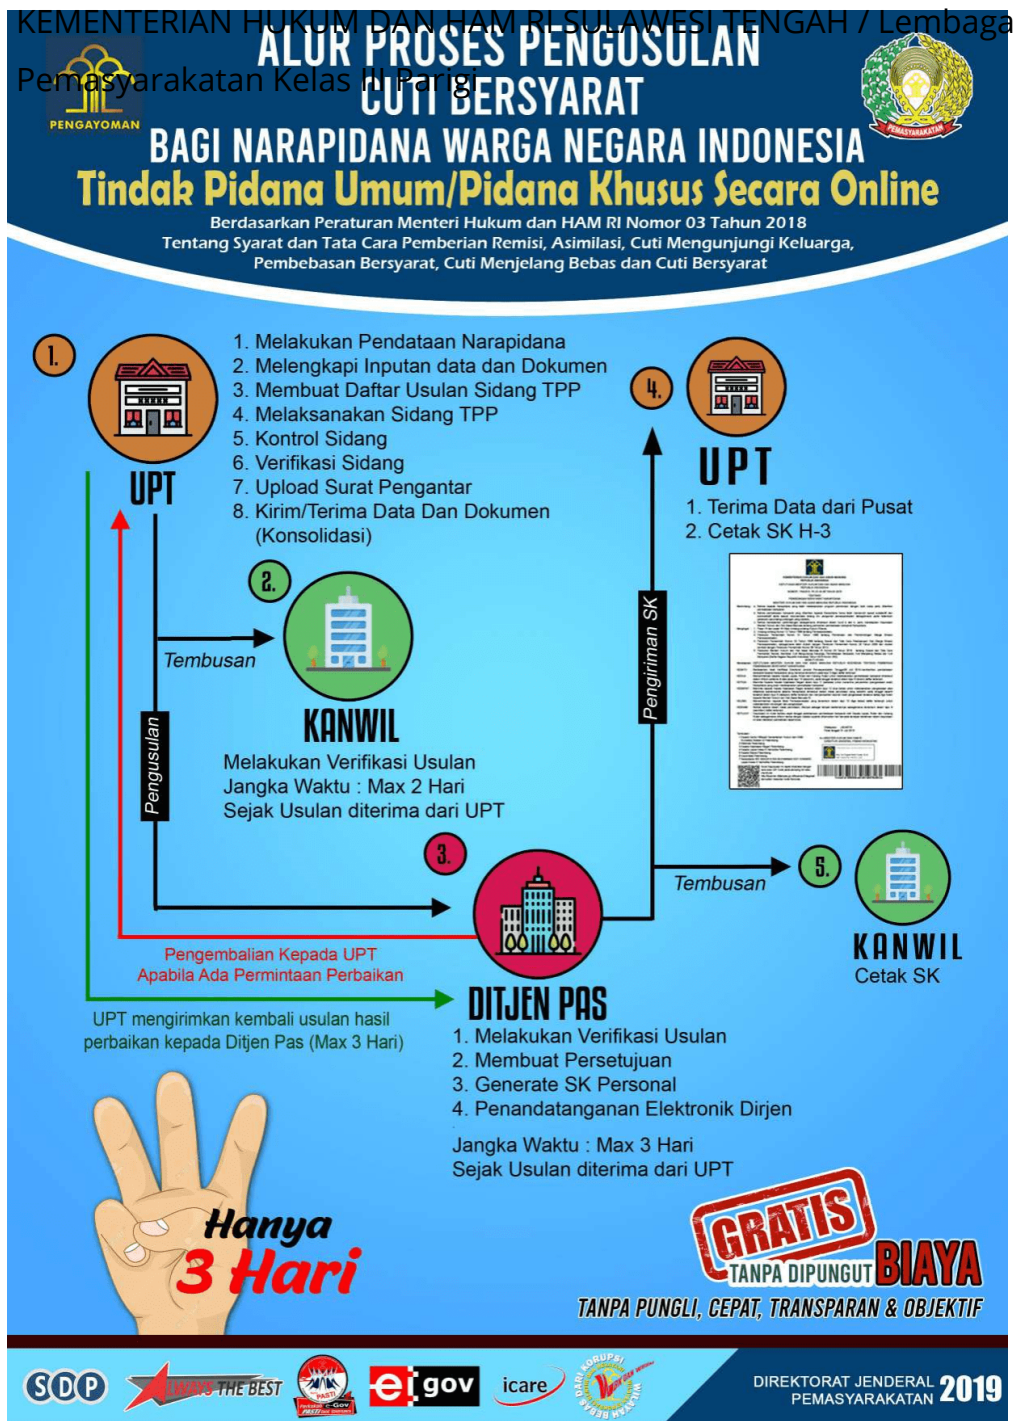 KEMENTERIAN HUKUM DAN HAM RI SULAWESI TENGAH / Lembaga
Pemasyarakatan Kelas III Parigi
PENGAYOMAN
ALUR PROSES PENGUSULAN
CUTI BERSYARAT
BAGI NARAPIDANA WARGA NEGARA INDONESIA
Tindak Pidana Umum/Pidana Khusus Secara Online
Berdasarkan Peraturan Menteri Hukum dan HAM RI Nomor 03 Tahun 2018
Tentang Syarat dan Tata Cara Pemberian Remisi, Asimilasi, Cuti Mengunjungi Keluarga,
Pembebasan Bersyarat, Cuti Menjelang Bebas dan Cuti Bersyarat
PEMASYARAKATAN
1.
UPT
1. Melakukan Pendataan Narapidana
2. Melengkapi Inputan data dan Dokumen
3. Membuat Daftar Usulan Sidang TPP
4. Melaksanakan Sidang TPP
5. Kontrol Sidang
6. Verifikasi Sidang
7. Upload Surat Pengantar
8. Kirim/Terima Data Dan Dokumen
(Konsolidasi)
Pengusulan
Tembusan
2.
KANWIL
Melakukan Verifikasi Usulan
Jangka Waktu : Max 2 Hari
Sejak Usulan diterima dari UPT
3.
DITJEN PAS
1. Melakukan Verifikasi Usulan
2. Membuat Persetujuan
3. Generate SK Personal
4. Penandatanganan Elektronik Dirjen
Jangka Waktu : Max 3 Hari
Sejak Usulan diterima dari UPT
Pengembalian Kepada UPT
Apabila Ada Permintaan Perbaikan
UPT mengirimkan kembali usulan hasil
perbaikan kepada Ditjen Pas (Max 3 Hari)
Pengiriman SK
4.
UPT
1. Terima Data dari Pusat
2. Cetak SK H-3
Tembusan
5.
KANWIL
Cetak SK
Hanya
3 Hari
GRATIS
TANPA DIPUNGUT BIAYA
TANPA PUNGLI, CEPAT, TRANSPARAN & OBJEKTIF
SDP
ALWAYS THE BEST
PASTI
e-gov
icare
WILAYAH BEBAS DARI KORUPSI
DIREKTORAT JENDERAL
PEMASYARAKATAN
2019